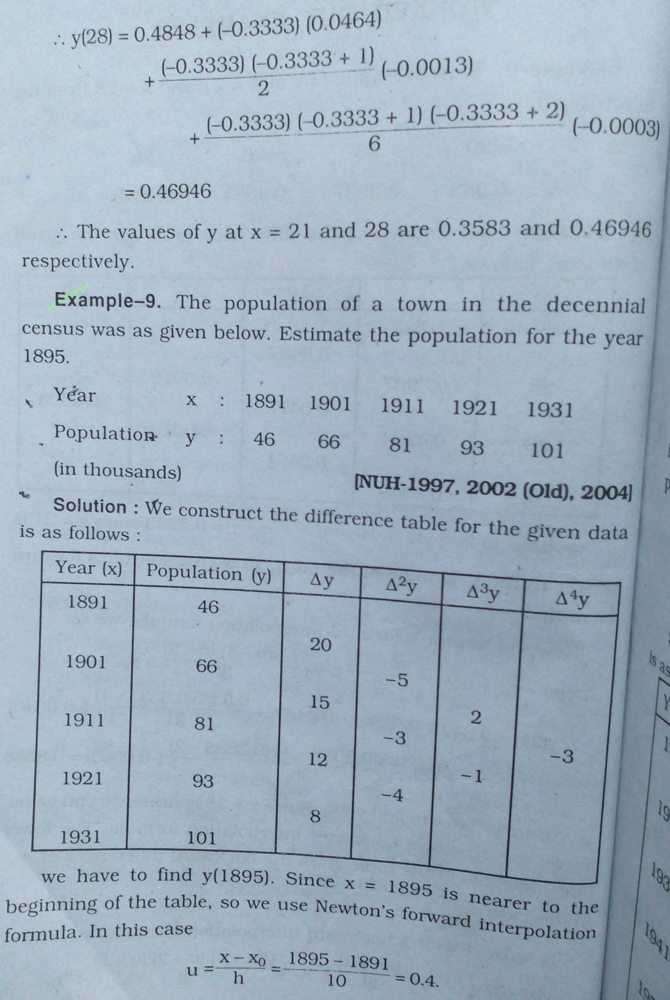 ∴ y(28) = 0.4848 + (–0.3333) (0.0464)
+ (–0.3333) (–0.3333 + 1) / 2 (–0.0013)
+ (–0.3333) (–0.3333 + 1) (–0.3333 + 2) / 6 (–0.0003)
= 0.46946
∴ The values of y at x = 21 and 28 are 0.3583 and 0.46946
respectively.
Example–9. The population of a town in the decennial
census was as given below. Estimate the population for the year
1895.
Year x : 1891 1901 1911 1921 1931
Population y : 46 66 81 93 101
(in thousands)
[NUH-1997, 2002 (Old), 2004]
Solution : We construct the difference table for the given data
is as follows :
Year (x) Population (y) Δy Δ²y Δ³y Δ⁴y
1891 46
20
1901 66 –5
15 2
1911 81 –3 –3
12 –1
1921 93 –4
8
1931 101
we have to find y(1895). Since x = 1895 is nearer to the
beginning of the table, so we use Newton's forward interpolation
formula. In this case
u = x – x₀ / h = 1895 – 1891 / 10 = 0.4.
is as
Y
1
19
193
1941